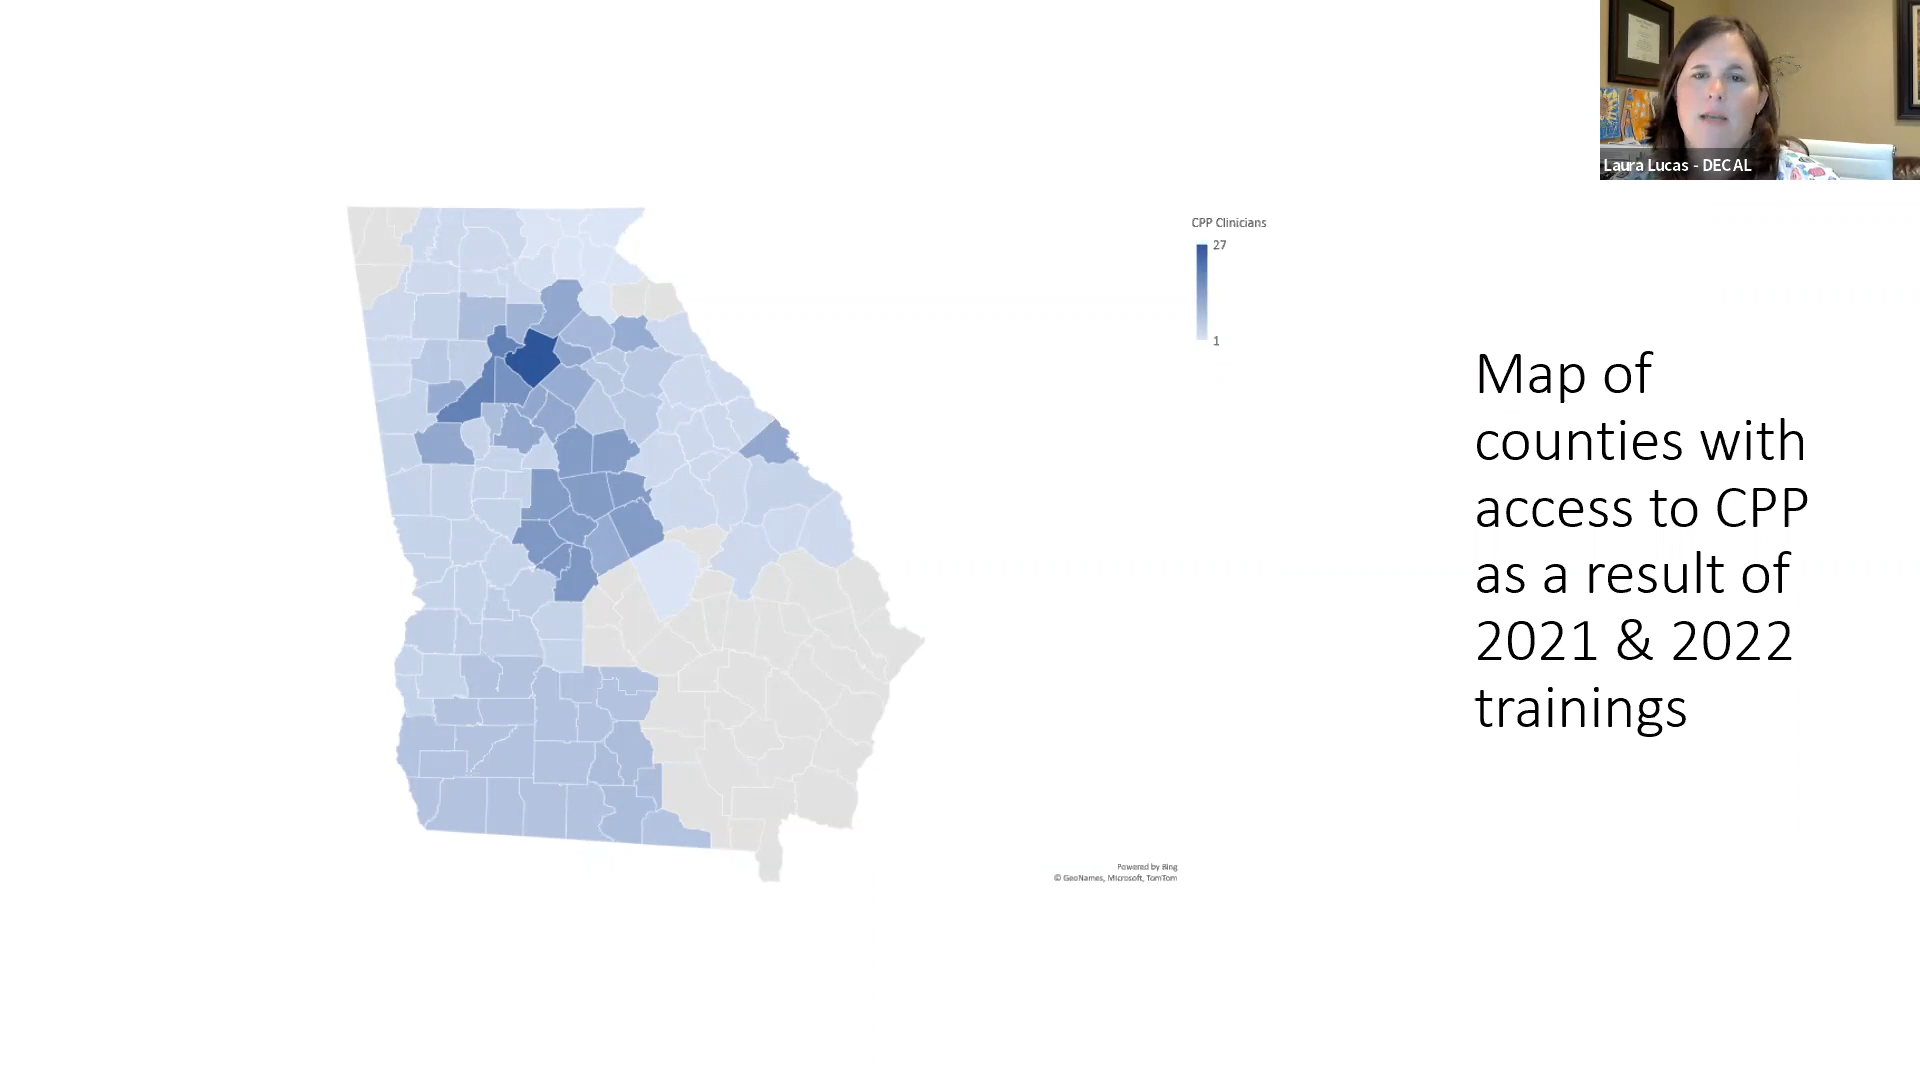 Laura Lucas - DECAL
CPP Clinicians
27
1
Map of
counties with
access to CPP
as a result of
2021 & 2022
trainings
Powered by Bing
© GeoNames, Microsoft, TomTom